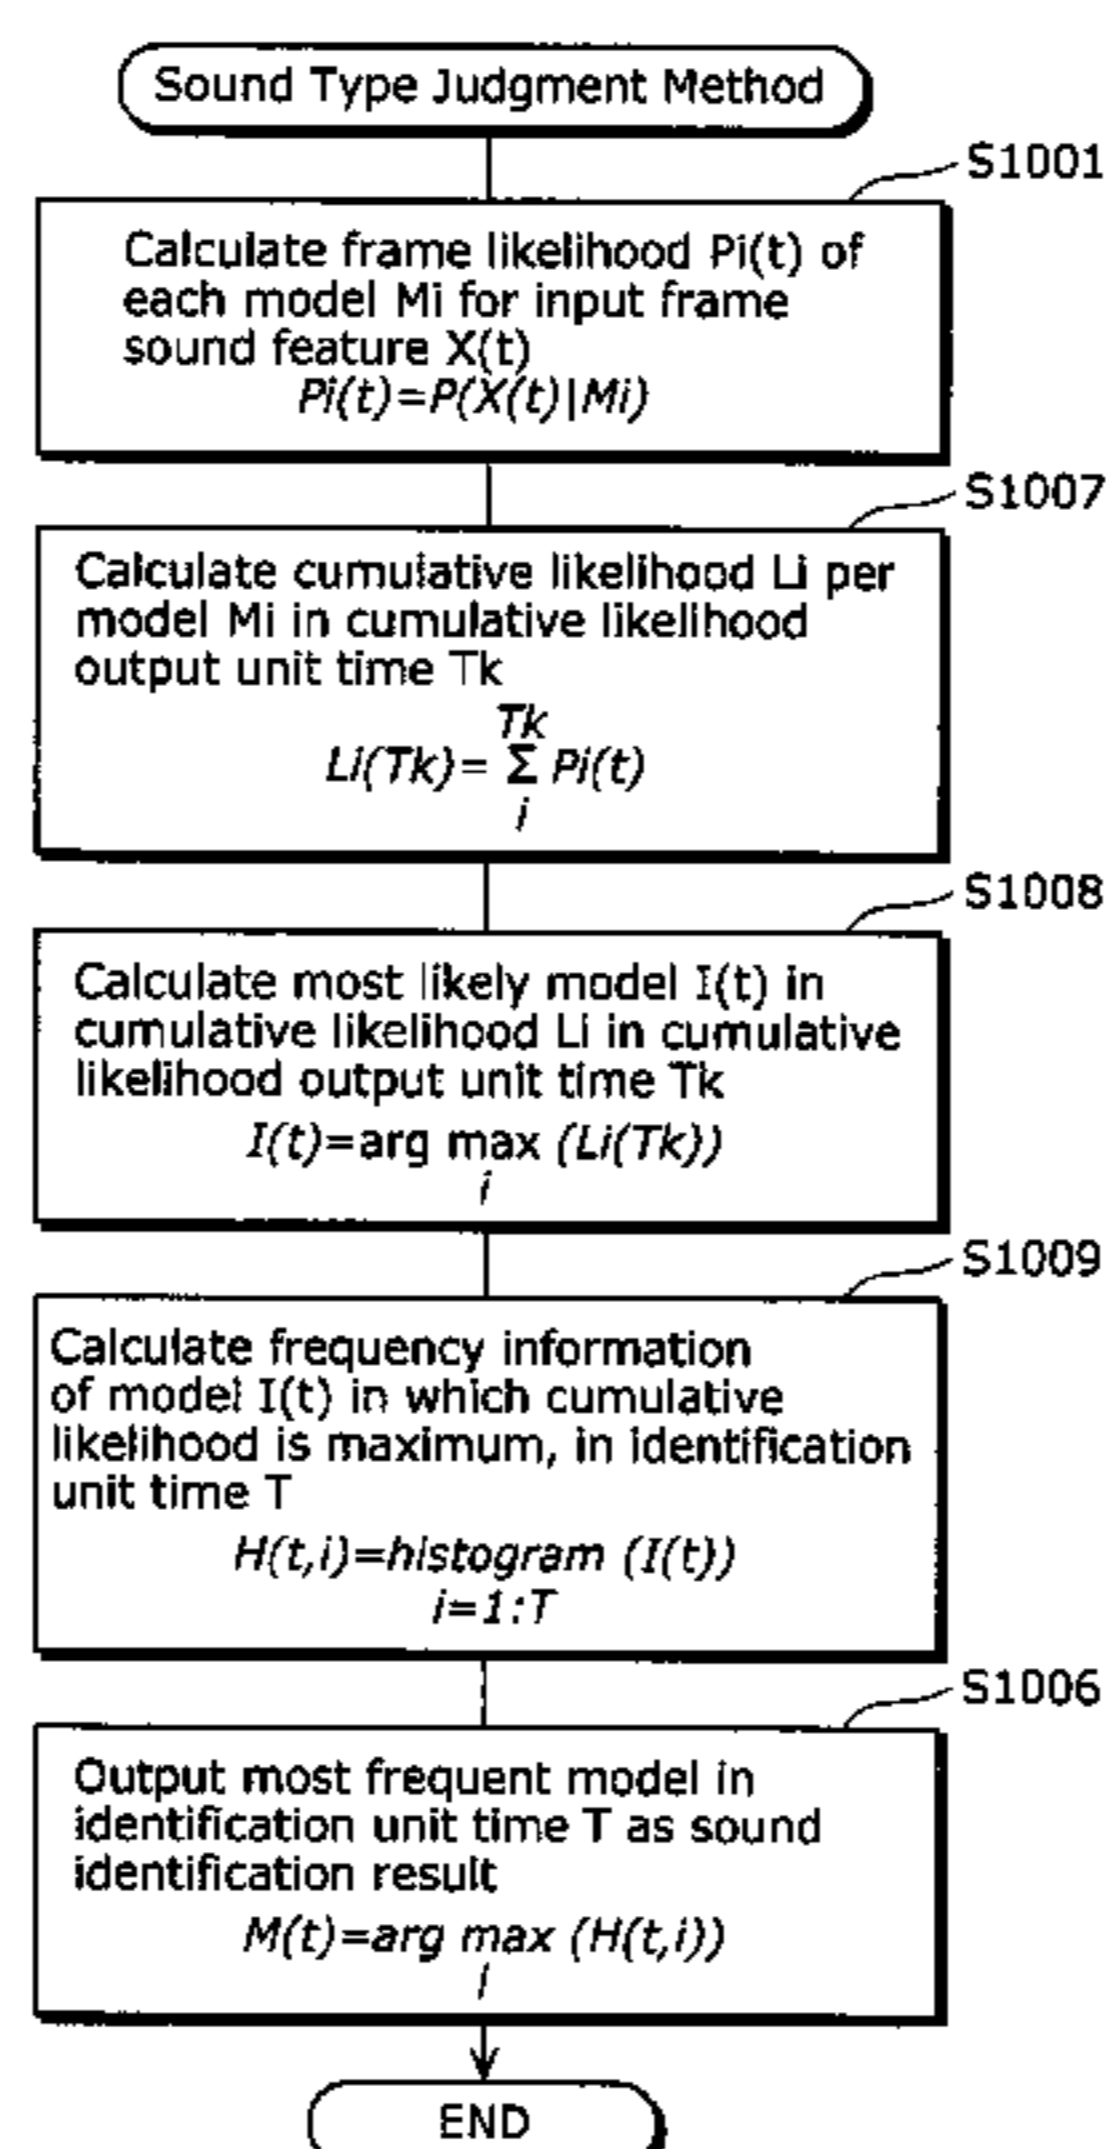 Sound Type Judgment Method
S1001
Calculate frame likelihood Pi(t) of
each model Mi for input frame
sound feature X(t)
Pi(t)=P(X(t)|Mi)
S1007
Calculate cumulative likelihood Li per
model Mi in cumulative likelihood
output unit time Tk
Tk
Li(Tk)= Σ Pi(t)
i
S1008
Calculate most likely model I(t) in
cumulative likelihood Li in cumulative
likelihood output unit time Tk
I(t)=arg max (Li(Tk))
i
S1009
Calculate frequency information
of model I(t) in which cumulative
likelihood is maximum, in identification
unit time T
H(t,i)=histogram (I(t))
i=1:T
S1006
Output most frequent model in
identification unit time T as sound
identification result
M(t)=arg max (H(t,i))
i
END